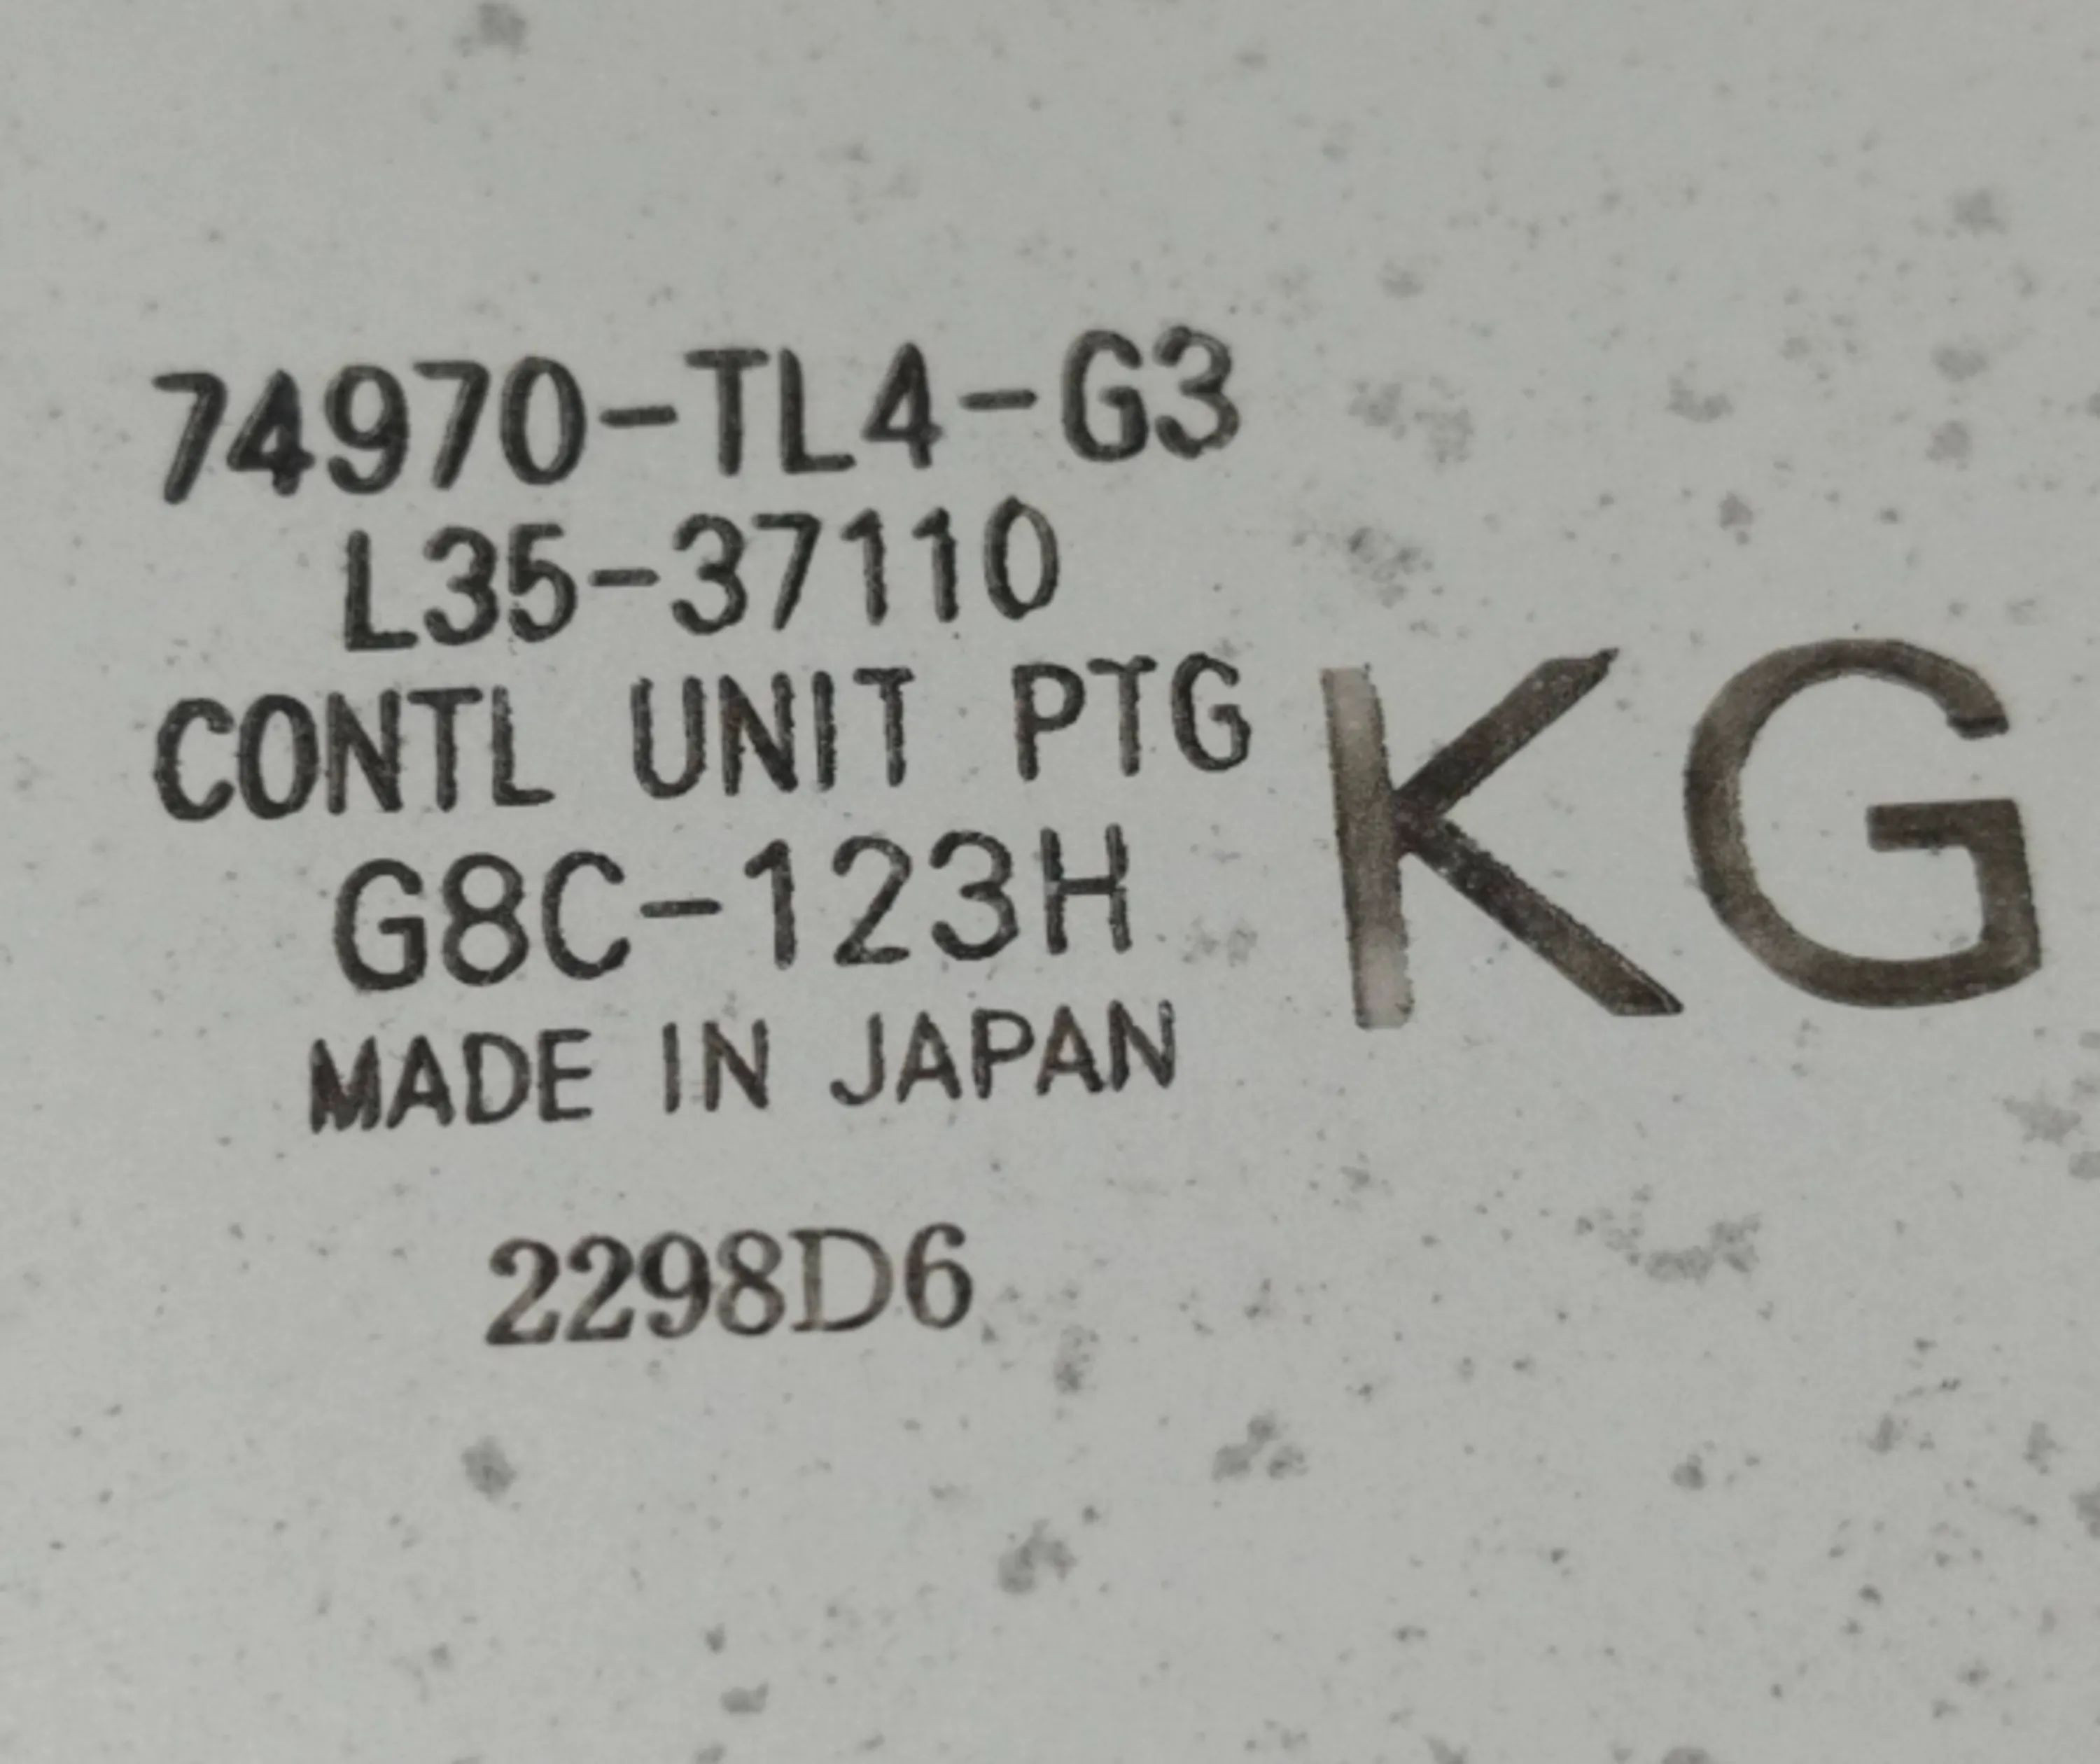 74970-TL4-G3
L35-37110
CONTL UNIT PTG
G8C-123H
KG
MADE IN JAPAN
2298D6